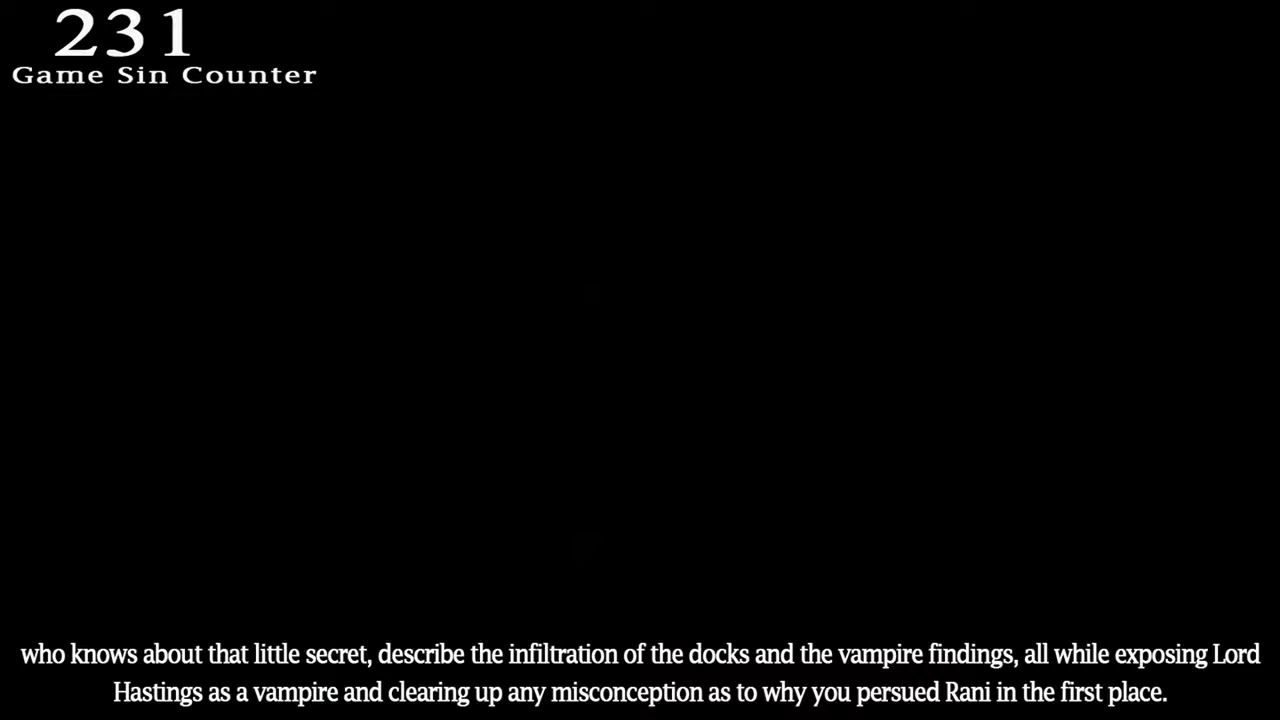 231
Game Sin Counter
who knows about that little secret, describe the infiltration of the docks and the vampire findings, all while exposing Lord
Hastings as a vampire and clearing up any misconception as to why you persued Rani in the first place.